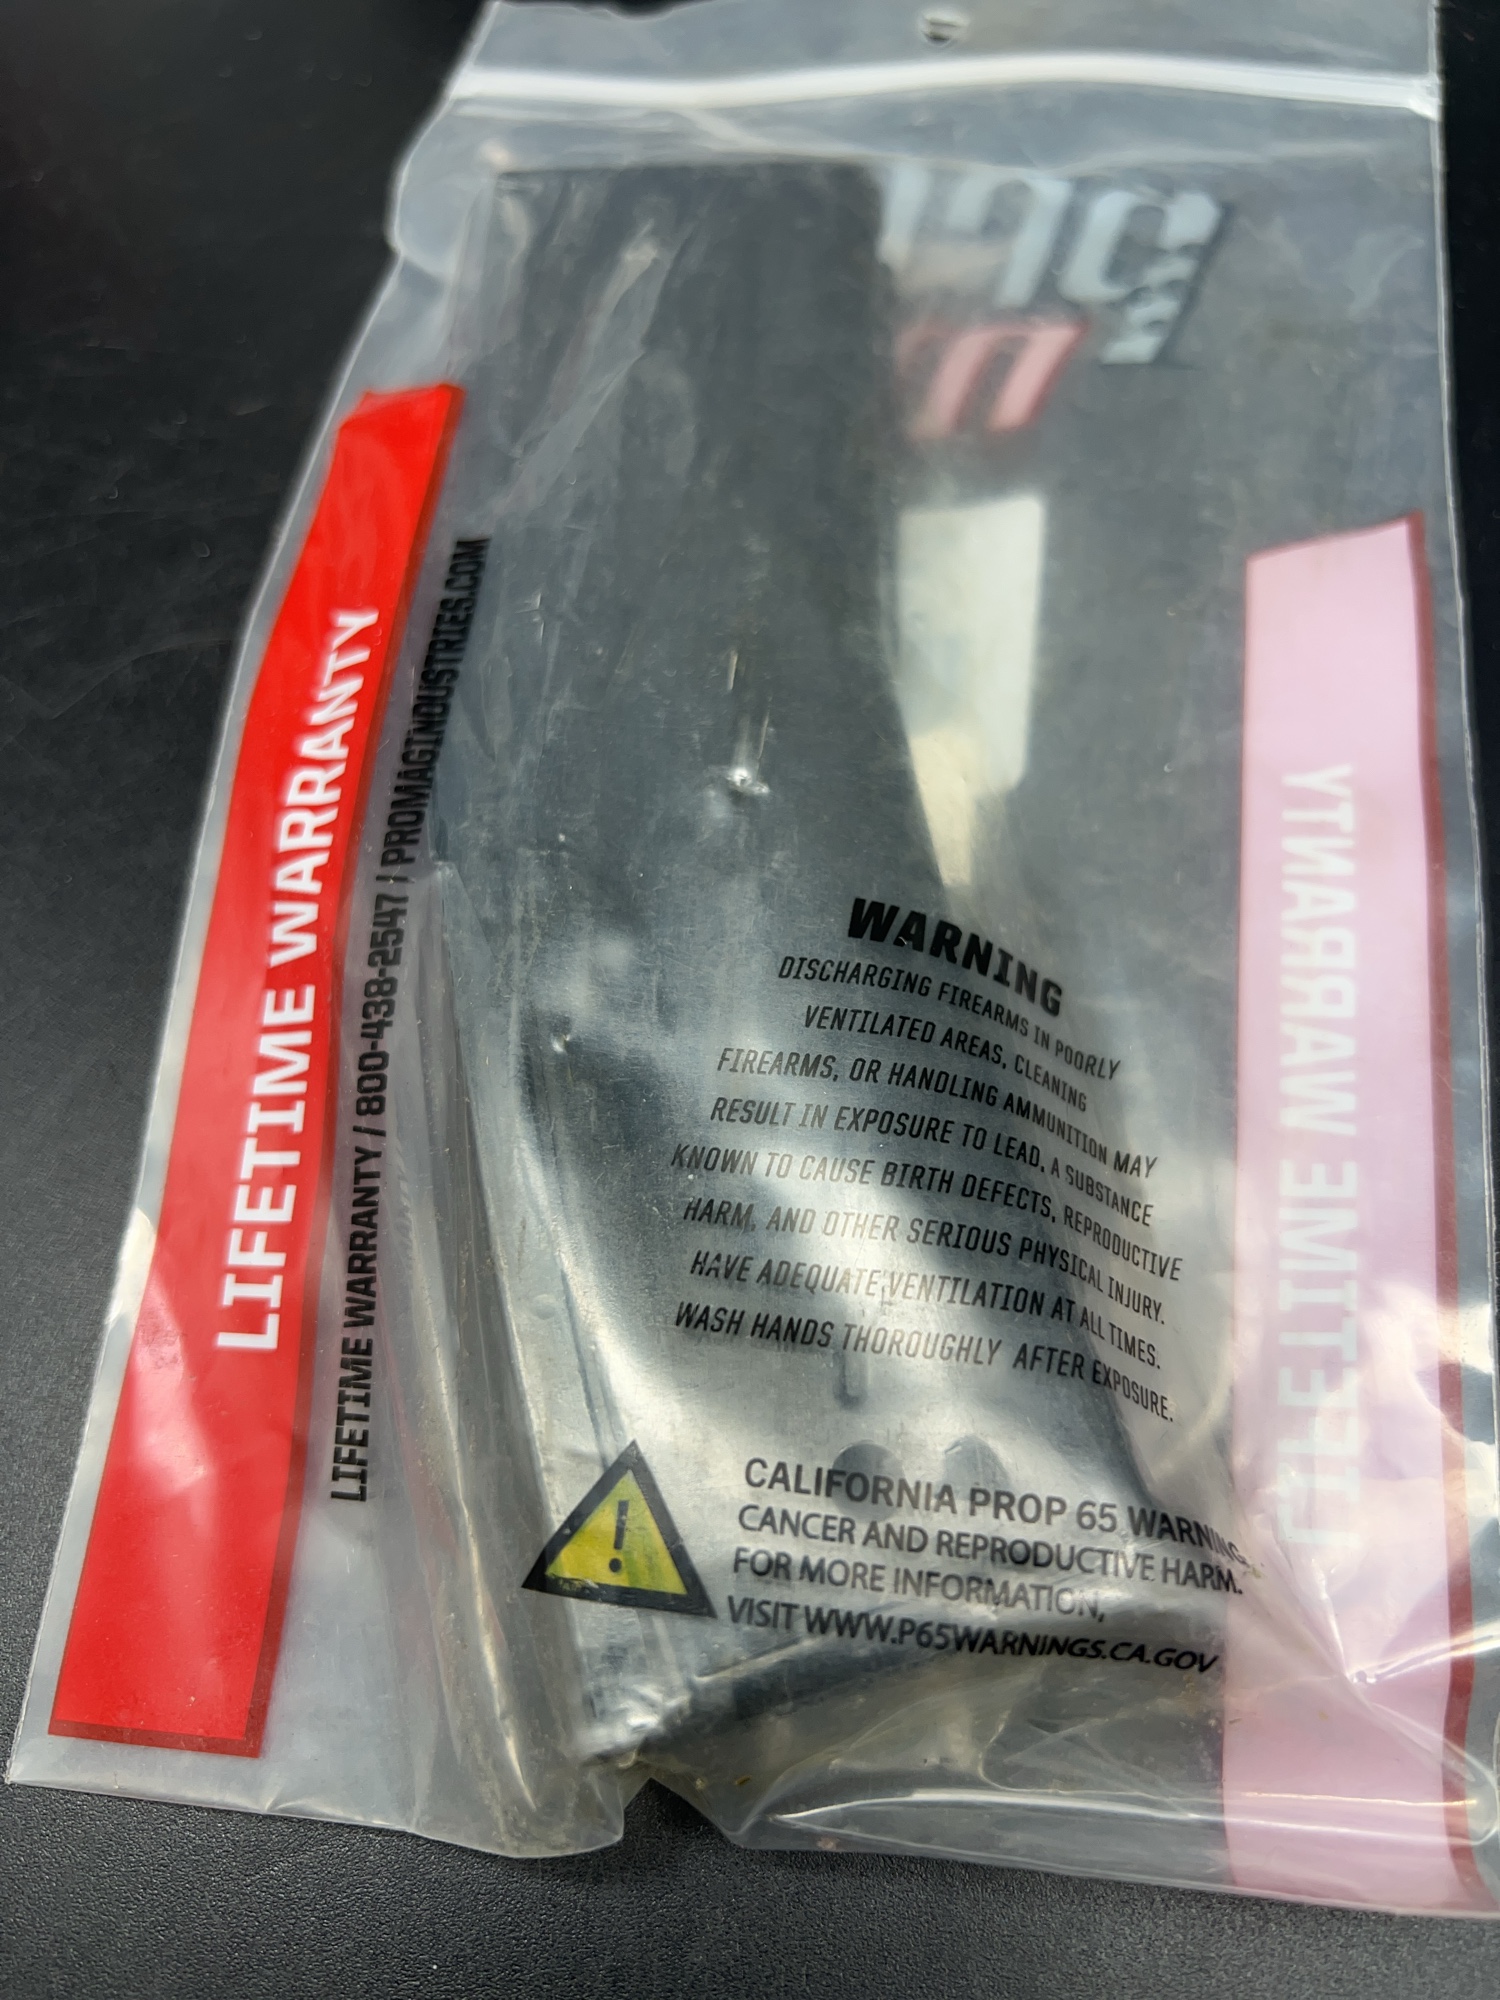 LIFETIME WARRANTY
LIFETIME WARRANTY / 800-438-2547 / PROMAGINDUSTRIES.COM
WARNING
DISCHARGING FIREARMS IN POORLY
VENTILATED AREAS, CLEANING
FIREARMS, OR HANDLING AMMUNITION MAY
RESULT IN EXPOSURE TO LEAD, A SUBSTANCE
KNOWN TO CAUSE BIRTH DEFECTS, REPRODUCTIVE
HARM, AND OTHER SERIOUS PHYSICAL INJURY.
HAVE ADEQUATE VENTILATION AT ALL TIMES.
WASH HANDS THOROUGHLY AFTER EXPOSURE.
!
CALIFORNIA PROP 65 WARNING
CANCER AND REPRODUCTIVE HARM.
FOR MORE INFORMATION,
VISIT WWW.P65WARNINGS.CA.GOV
LIFETIME WARRANTY